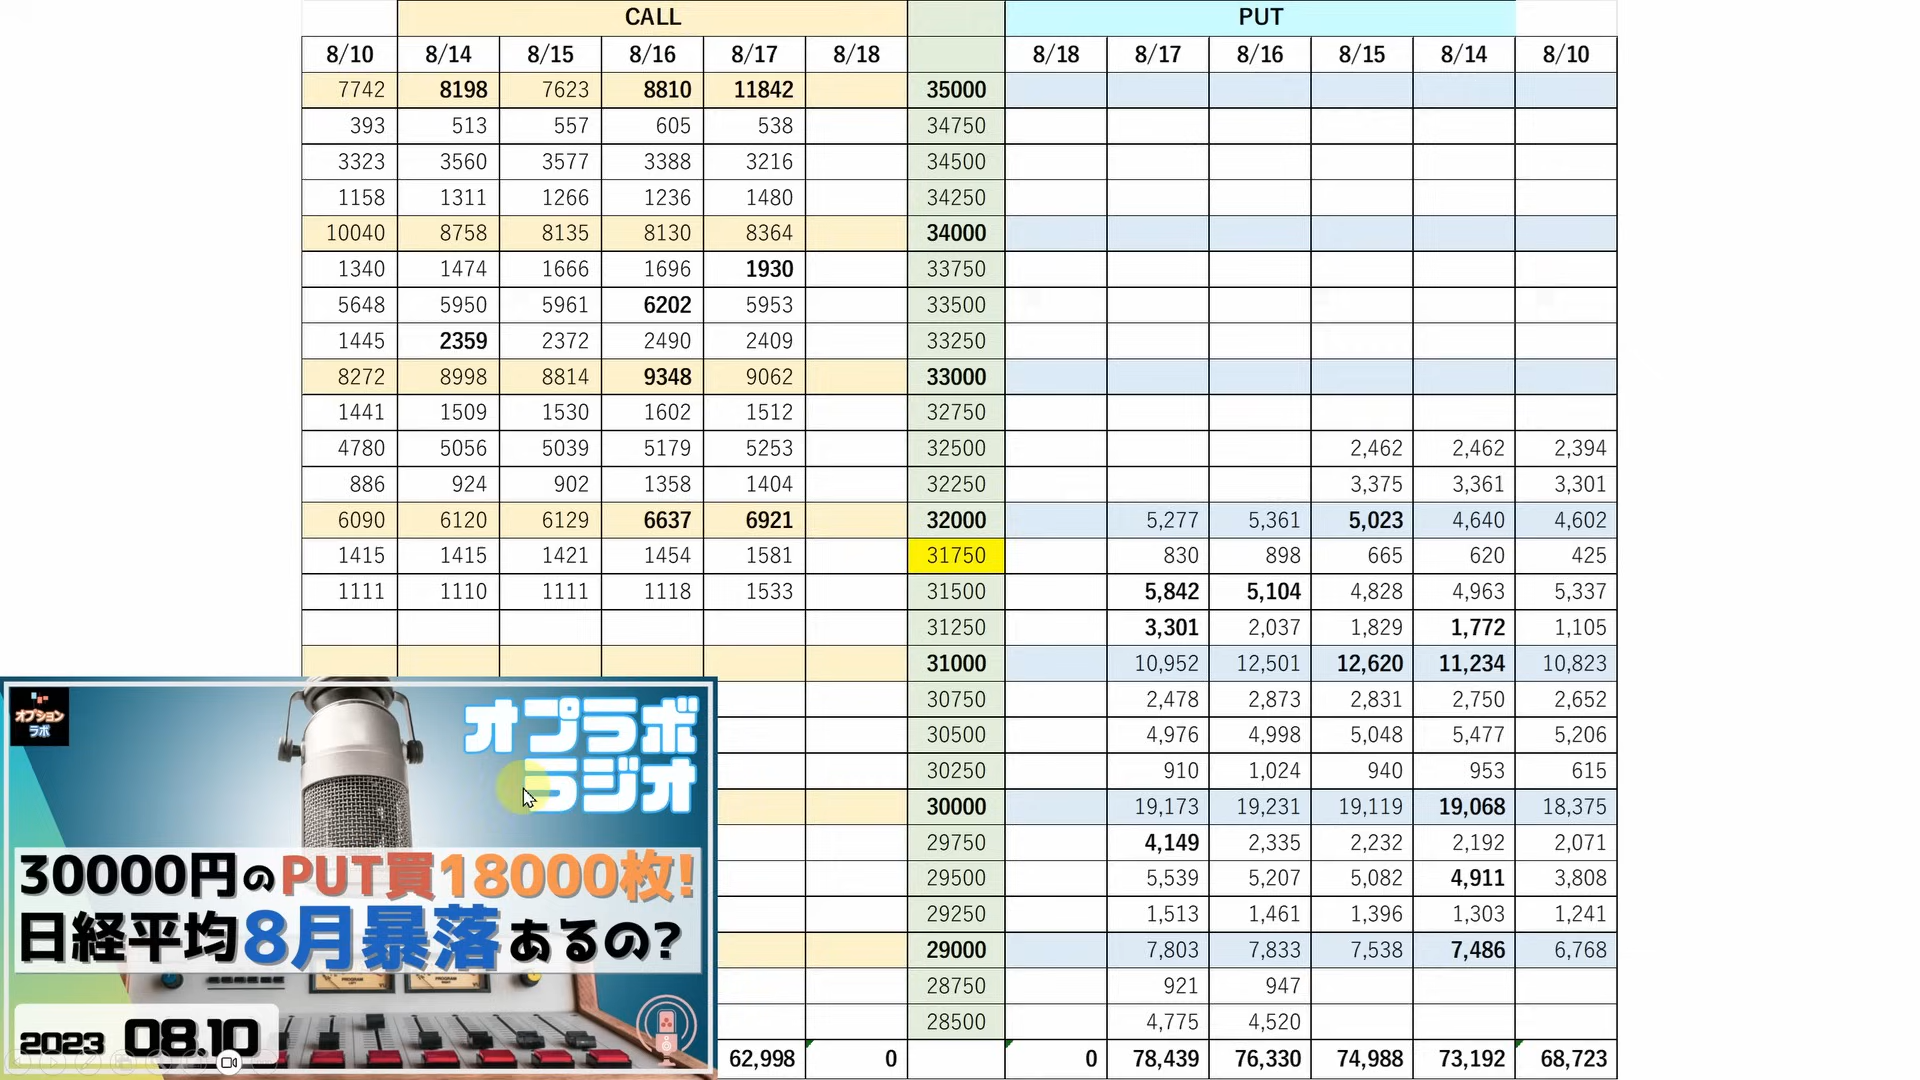 CALL PUT
8/10 8/14 8/15 8/16 8/17 8/18 8/18 8/17 8/16 8/15 8/14 8/10
7742 8198 7623 8810 11842 35000
393 513 557 605 538 34750
3323 3560 3577 3388 3216 34500
1158 1311 1266 1236 1480 34250
10040 8758 8135 8130 8364 34000
1340 1474 1666 1696 1930 33750
5648 5950 5961 6202 5953 33500
1445 2359 2372 2490 2409 33250
8272 8998 8814 9348 9062 33000
1441 1509 1530 1602 1512 32750
4780 5056 5039 5179 5253 32500 2,462 2,462 2,394
886 924 902 1358 1404 32250 3,375 3,361 3,301
6090 6120 6129 6637 6921 32000 5,277 5,361 5,023 4,640 4,602
1415 1415 1421 1454 1581 31750 830 898 665 620 425
1111 1110 1111 1118 1533 31500 5,842 5,104 4,828 4,963 5,337
31250 3,301 2,037 1,829 1,772 1,105
31000 10,952 12,501 12,620 11,234 10,823
30750 2,478 2,873 2,831 2,750 2,652
30500 4,976 4,998 5,048 5,477 5,206
30250 910 1,024 940 953 615
30000 19,173 19,231 19,119 19,068 18,375
29750 4,149 2,335 2,232 2,192 2,071
29500 5,539 5,207 5,082 4,911 3,808
29250 1,513 1,461 1,396 1,303 1,241
29000 7,803 7,833 7,538 7,486 6,768
28750 921 947
28500 4,775 4,520
62,998 0 0 78,439 76,330 74,988 73,192 68,723
オプション
ラボ
オプラボ
ラジオ
30000円のPUT買18000枚!
日経平均8月暴落あるの?
2023 08.10